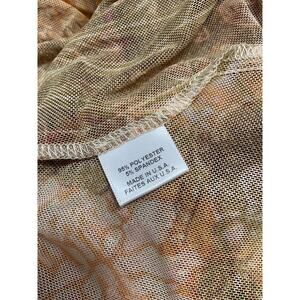 95% POLYESTER
5% SPANDEX
MADE IN U.S.A
FAITES AUX U.S.A.